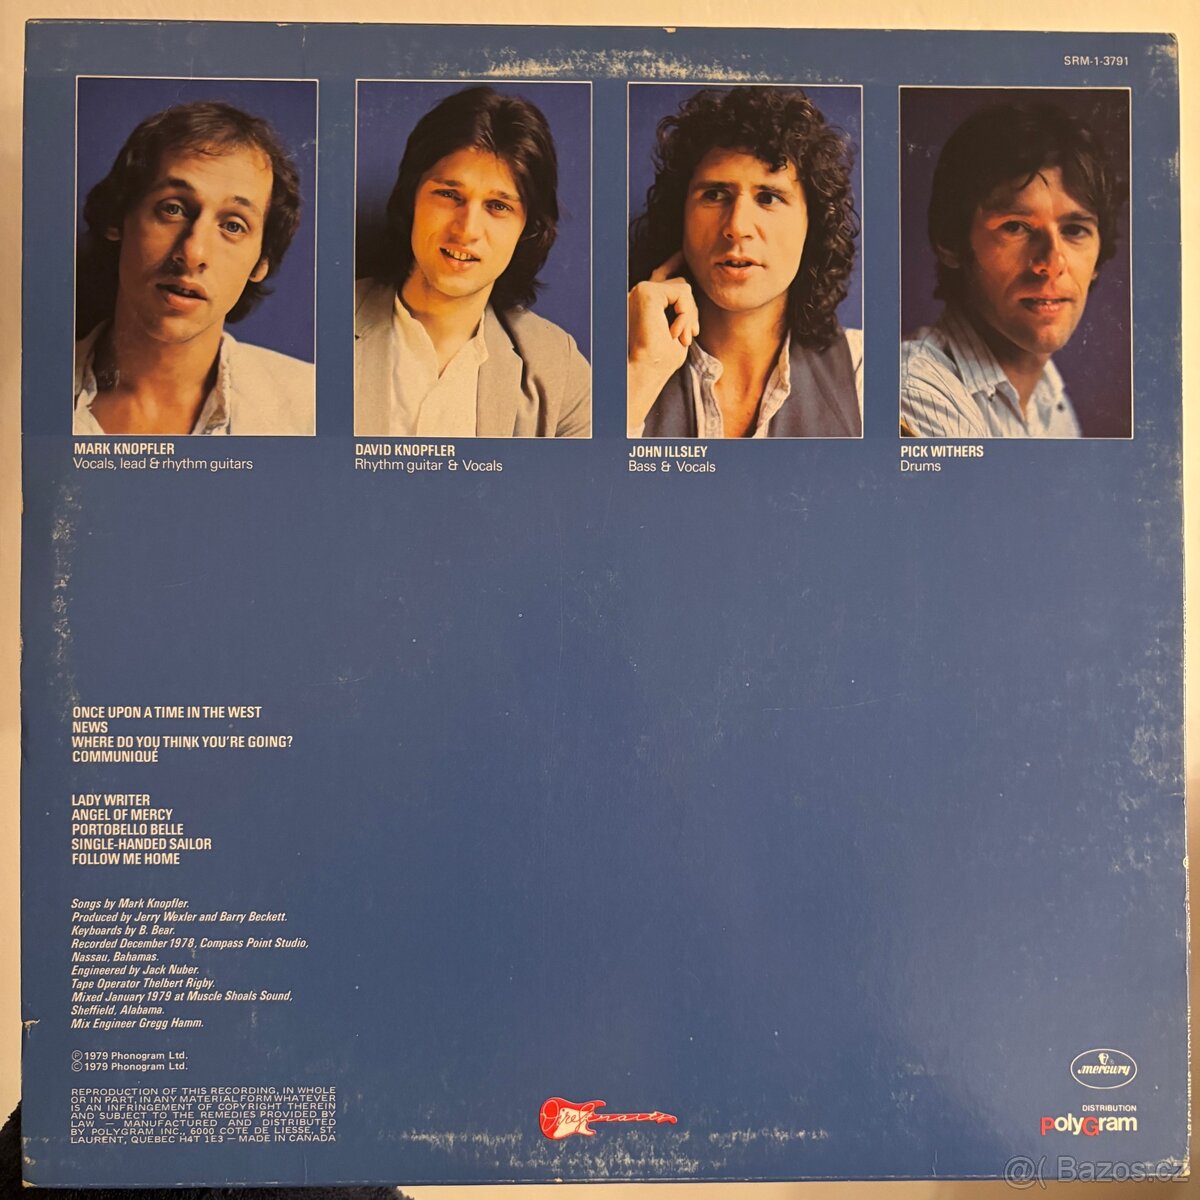 SRM-1-3791
MARK KNOPFLER
Vocals, lead & rhythm guitars
DAVID KNOPFLER
Rhythm guitar & Vocals
JOHN ILLSLEY
Bass & Vocals
PICK WITHERS
Drums
ONCE UPON A TIME IN THE WEST
NEWS
WHERE DO YOU THINK YOU'RE GOING?
COMMUNIQUÉ
LADY WRITER
ANGEL OF MERCY
PORTOBELLO BELLE
SINGLE-HANDED SAILOR
FOLLOW ME HOME
Songs by Mark Knopfler.
Produced by Jerry Wexler and Barry Beckett.
Keyboards by B. Bear.
Recorded December 1978, Compass Point Studio,
Nassau, Bahamas.
Engineered by Jack Nuber.
Tape Operator Thelbert Rigby.
Mixed January 1979 at Muscle Shoals Sound,
Sheffield, Alabama.
Mix Engineer Gregg Hamm.
℗ 1979 Phonogram Ltd.
© 1979 Phonogram Ltd.
REPRODUCTION OF THIS RECORDING, IN WHOLE
OR IN PART, IN ANY MATERIAL FORM WHATEVER
IS AN INFRINGEMENT OF COPYRIGHT THEREIN
AND SUBJECT TO THE REMEDIES PROVIDED BY
LAW — MANUFACTURED AND DISTRIBUTED
BY POLYGRAM INC., 6000 COTE DE LIESSE, ST.
LAURENT, QUEBEC H4T 1E3 — MADE IN CANADA
Dire Straits
mercury
DISTRIBUTION
PolyGram
@( Bazos.cz